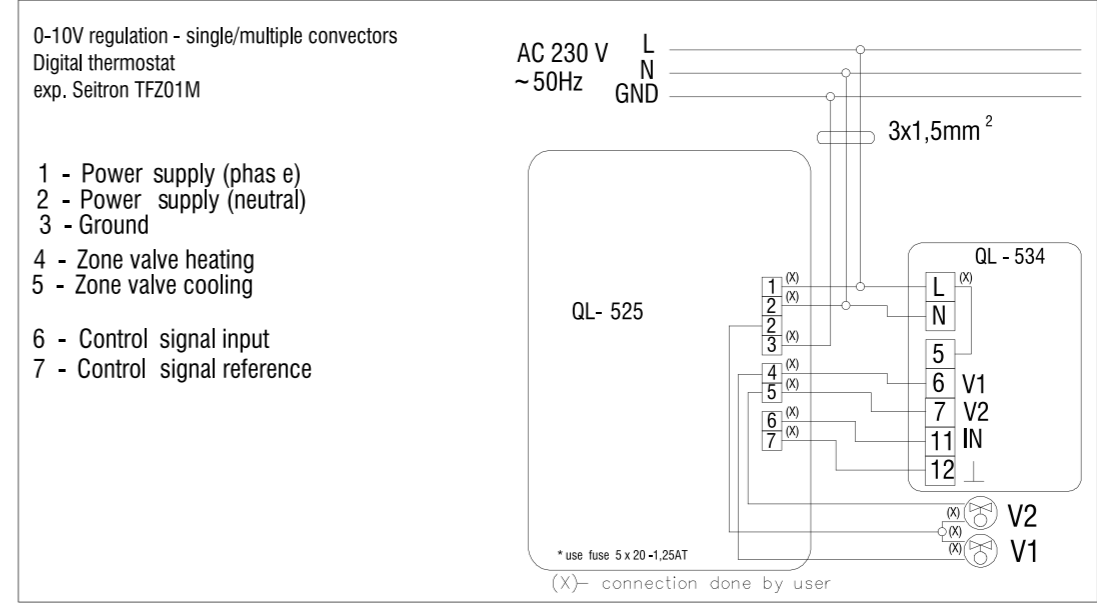 0-10V regulation - single/multiple convectors
Digital thermostat
exp. Seitron TFZ01M
1 - Power supply (phas e)
2 - Power supply (neutral)
3 - Ground
4 - Zone valve heating
5 - Zone valve cooling
6 - Control signal input
7 - Control signal reference
AC 230 V
~ 50Hz
L
N
GND
3x1,5mm²
QL- 525
1 (X)
2 (X)
2
3 (X)
4 (X)
5 (X)
6 (X)
7 (X)
* use fuse 5 x 20 -1,25AT
QL - 534
L (X)
N
5
6 V1
7 V2
11 IN
12 ⊥
(X) V2
(X)
(X) V1
(X)- connection done by user